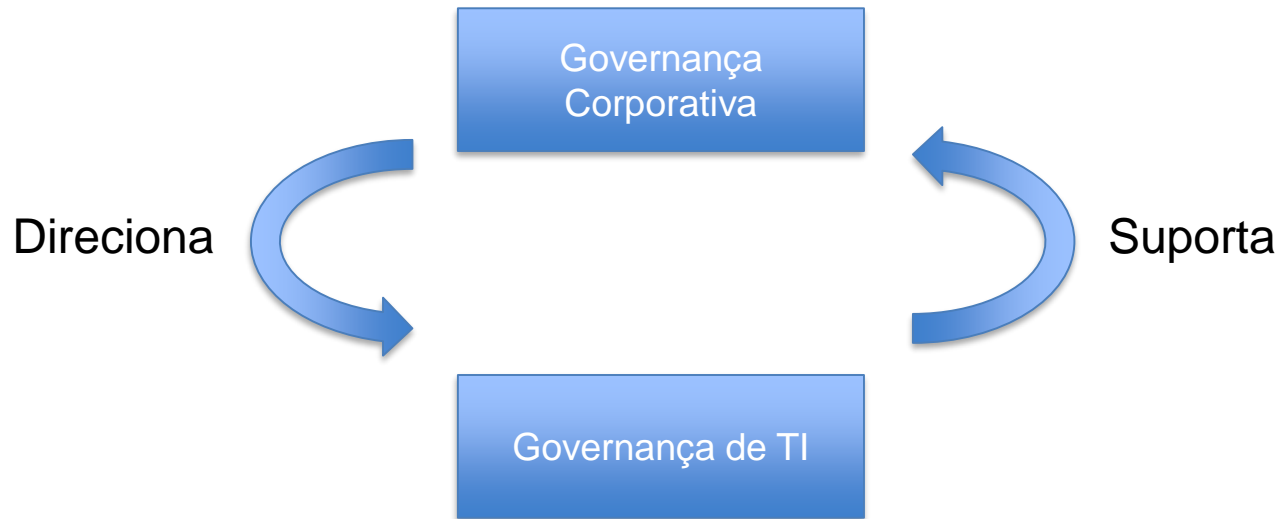 Governança
Corporativa
Direciona
Suporta
Governança de TI